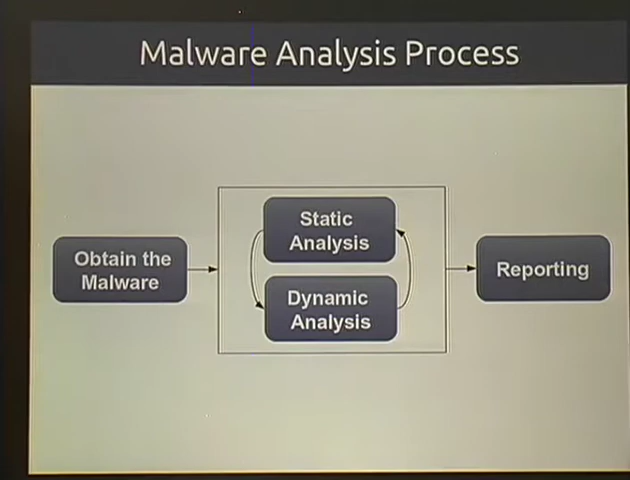 Malware Analysis Process
Obtain the
Malware
Static
Analysis
Dynamic
Analysis
Reporting